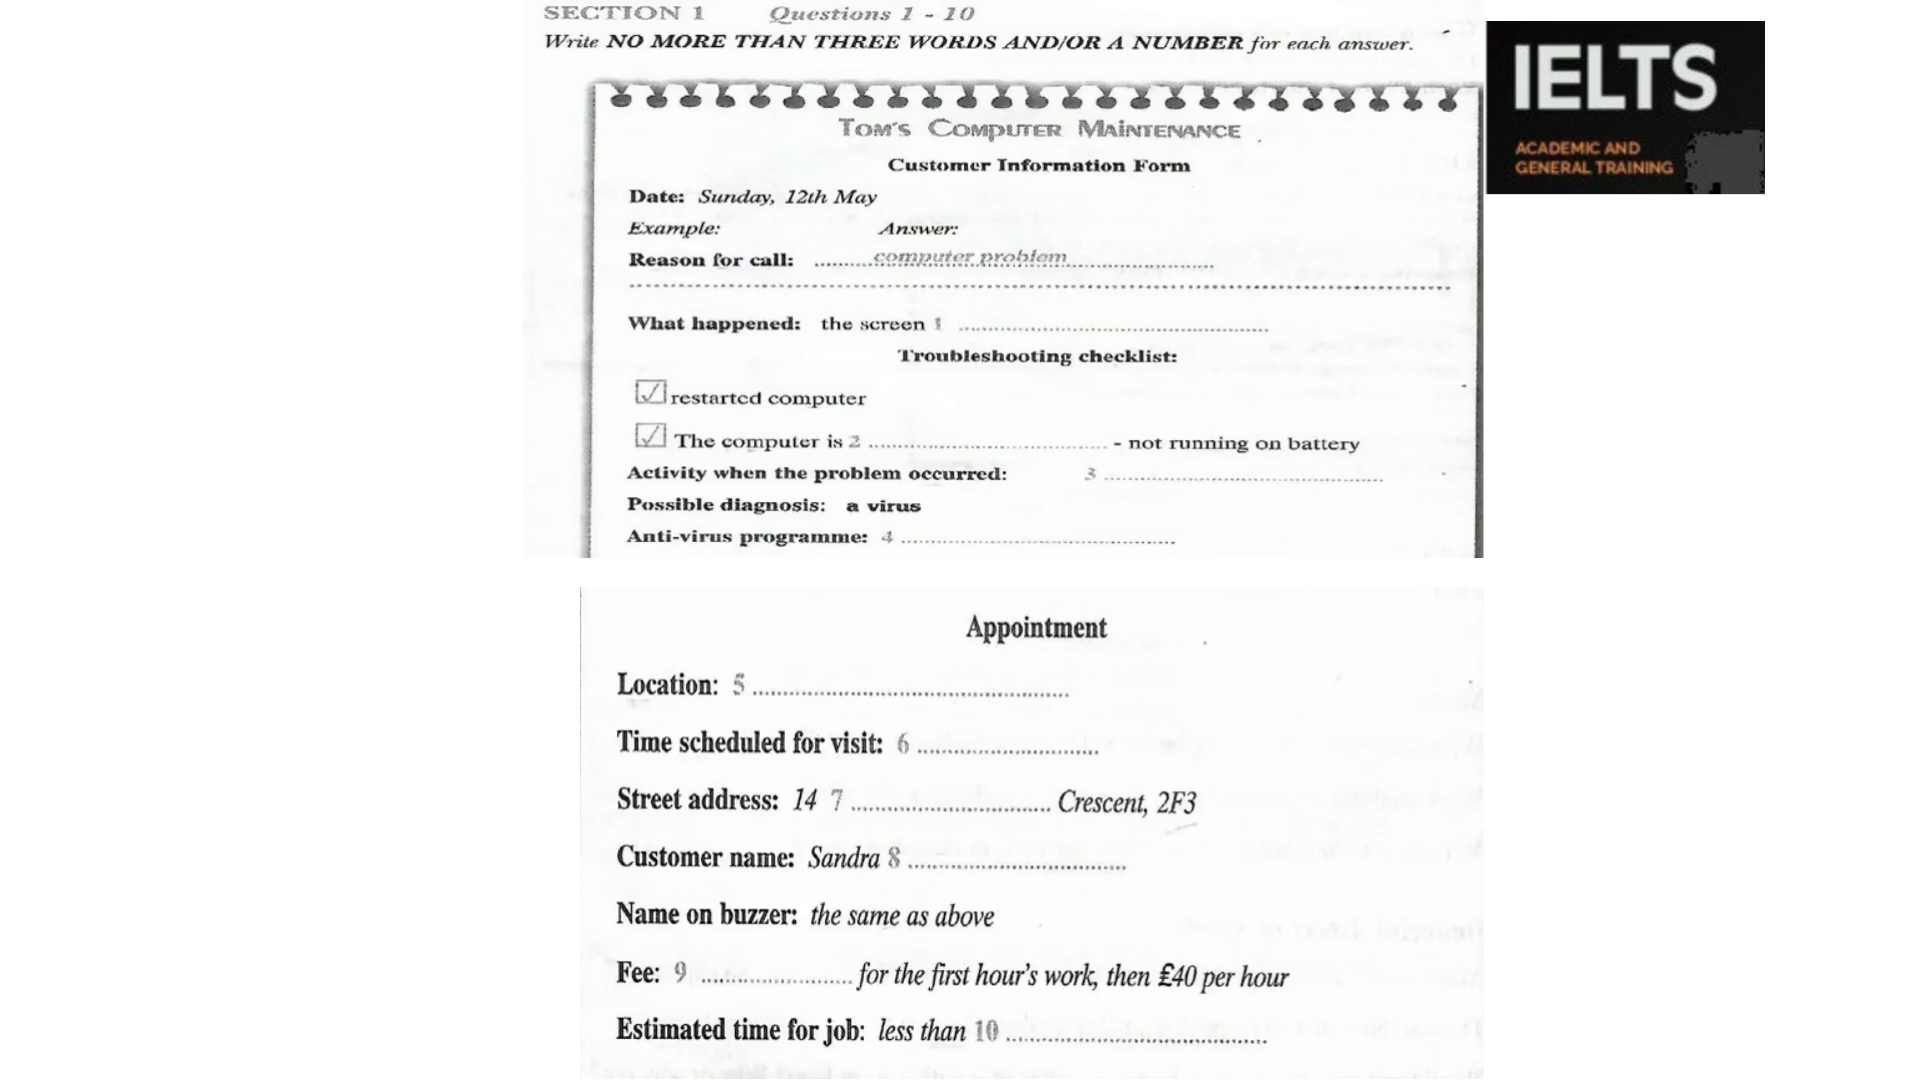 SECTION 1 Questions 1 - 10
Write NO MORE THAN THREE WORDS AND/OR A NUMBER for each answer.
IELTS
ACADEMIC AND
GENERAL TRAINING
TOM'S COMPUTER MAINTENANCE
Customer Information Form
Date: Sunday, 12th May
Example: Answer:
Reason for call: ..........computer problem..........
What happened: the screen 1 ..........
Troubleshooting checklist:
☑ restarted computer
☑ The computer is 2 .......... - not running on battery
Activity when the problem occurred: 3 ..........
Possible diagnosis: a virus
Anti-virus programme: 4 ..........
Appointment
Location: 5 ..........
Time scheduled for visit: 6 ..........
Street address: 14 7 .......... Crescent, 2F3
Customer name: Sandra 8 ..........
Name on buzzer: the same as above
Fee: 9 .......... for the first hour's work, then £40 per hour
Estimated time for job: less than 10 ..........